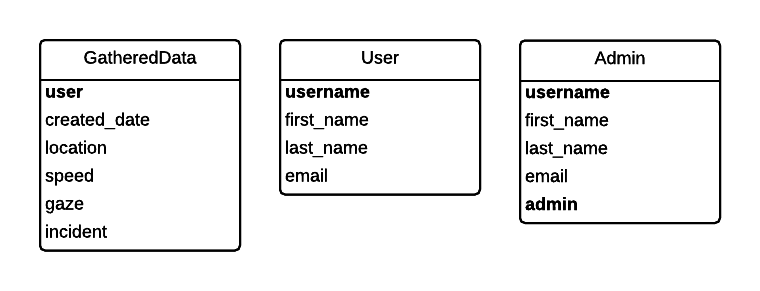 GatheredData
user
created_date
location
speed
gaze
incident
User
username
first_name
last_name
email
Admin
username
first_name
last_name
email
admin